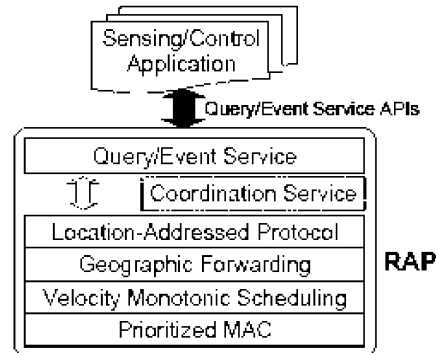 Sensing/Control
Application
Query/Event Service APIs
Query/Event Service
Coordination Service
Location-Addressed Protocol
Geographic Forwarding
RAP
Velocity Monotonic Scheduling
Prioritized MAC